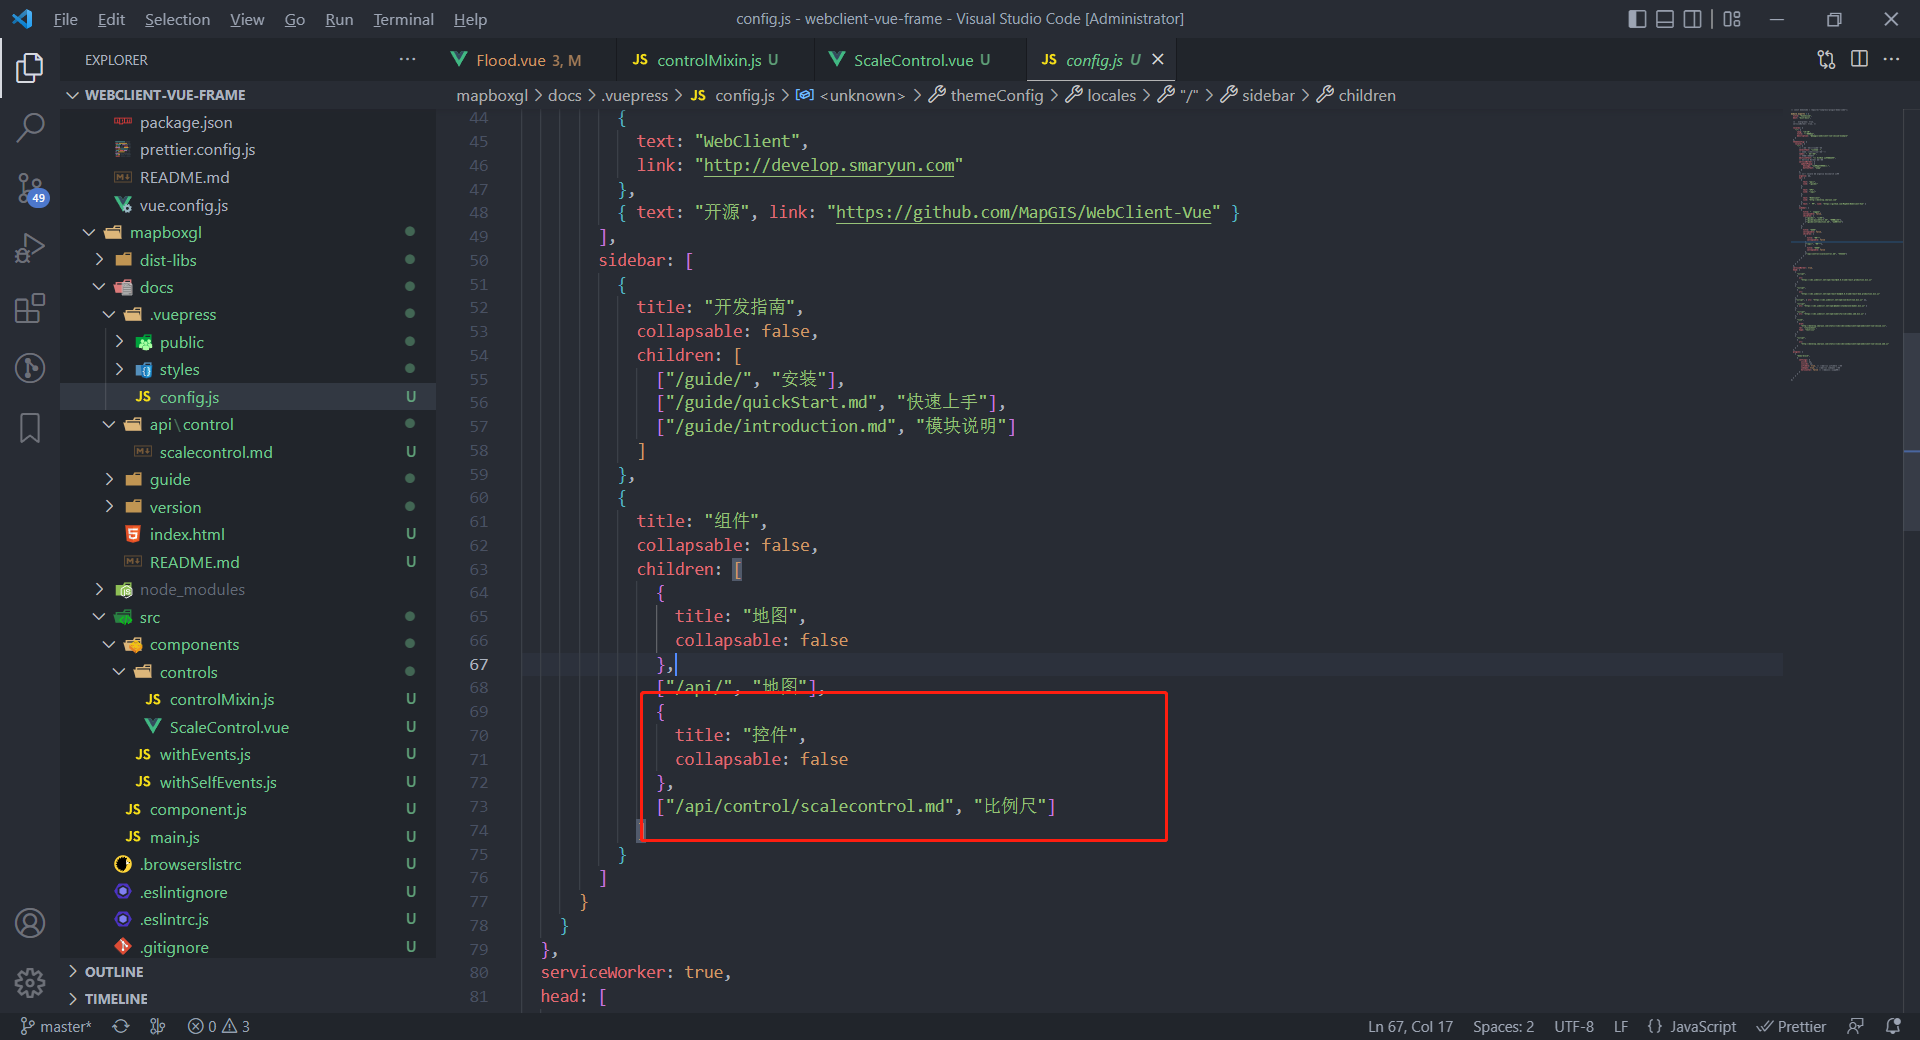 File Edit Selection View Go Run Terminal Help
config.js - webclient-vue-frame - Visual Studio Code [Administrator]
EXPLORER
Flood.vue 3, M
JS controlMixin.js U
ScaleControl.vue U
JS config.js U
WEBCLIENT-VUE-FRAME
mapboxgl > docs > .vuepress > JS config.js > <unknown> > themeConfig > locales > "/" > sidebar > children
package.json
prettier.config.js
README.md
vue.config.js
mapboxgl
dist-libs
docs
.vuepress
public
styles
JS config.js U
api\control
scalecontrol.md U
guide
version
index.html U
README.md U
node_modules
src
components
controls
JS controlMixin.js U
ScaleControl.vue U
JS withEvents.js U
JS withSelfEvents.js U
JS component.js U
JS main.js U
.browserslistrc U
.eslintignore U
.eslintrc.js U
.gitignore U
OUTLINE
TIMELINE
49
44 {
45 text: "WebClient",
46 link: "http://develop.smaryun.com"
47 },
48 { text: "开源", link: "https://github.com/MapGIS/WebClient-Vue" }
49 ],
50 sidebar: [
51 {
52 title: "开发指南",
53 collapsable: false,
54 children: [
55 ["/guide/", "安装"],
56 ["/guide/quickStart.md", "快速上手"],
57 ["/guide/introduction.md", "模块说明"]
58 ]
59 },
60 {
61 title: "组件",
62 collapsable: false,
63 children: [
64 {
65 title: "地图",
66 collapsable: false
67 },
68 ["/api/", "地图"],
69 {
70 title: "控件",
71 collapsable: false
72 },
73 ["/api/control/scalecontrol.md", "比例尺"]
74 ]
75 }
76 ]
77 }
78 }
79 },
80 serviceWorker: true,
81 head: [
master* 0 3
Ln 67, Col 17 Spaces: 2 UTF-8 LF {} JavaScript Prettier